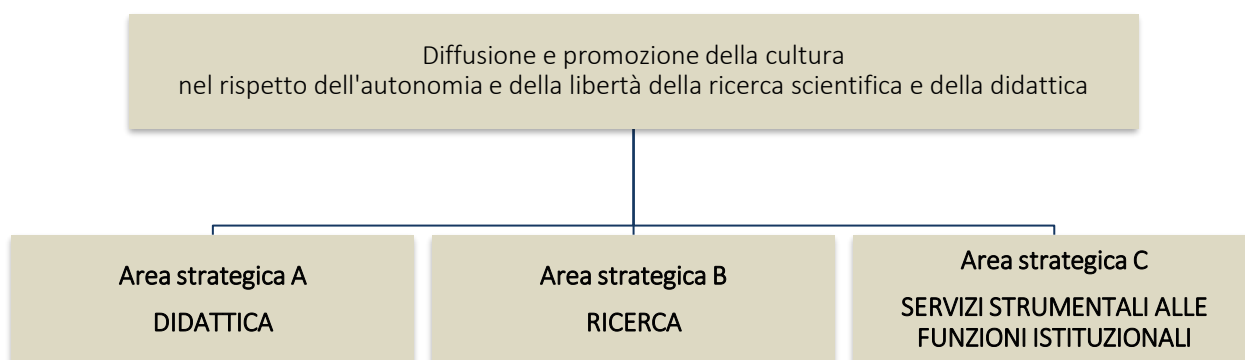 Diffusione e promozione della cultura
nel rispetto dell'autonomia e della libertà della ricerca scientifica e della didattica
Area strategica A
DIDATTICA
Area strategica B
RICERCA
Area strategica C
SERVIZI STRUMENTALI ALLE
FUNZIONI ISTITUZIONALI